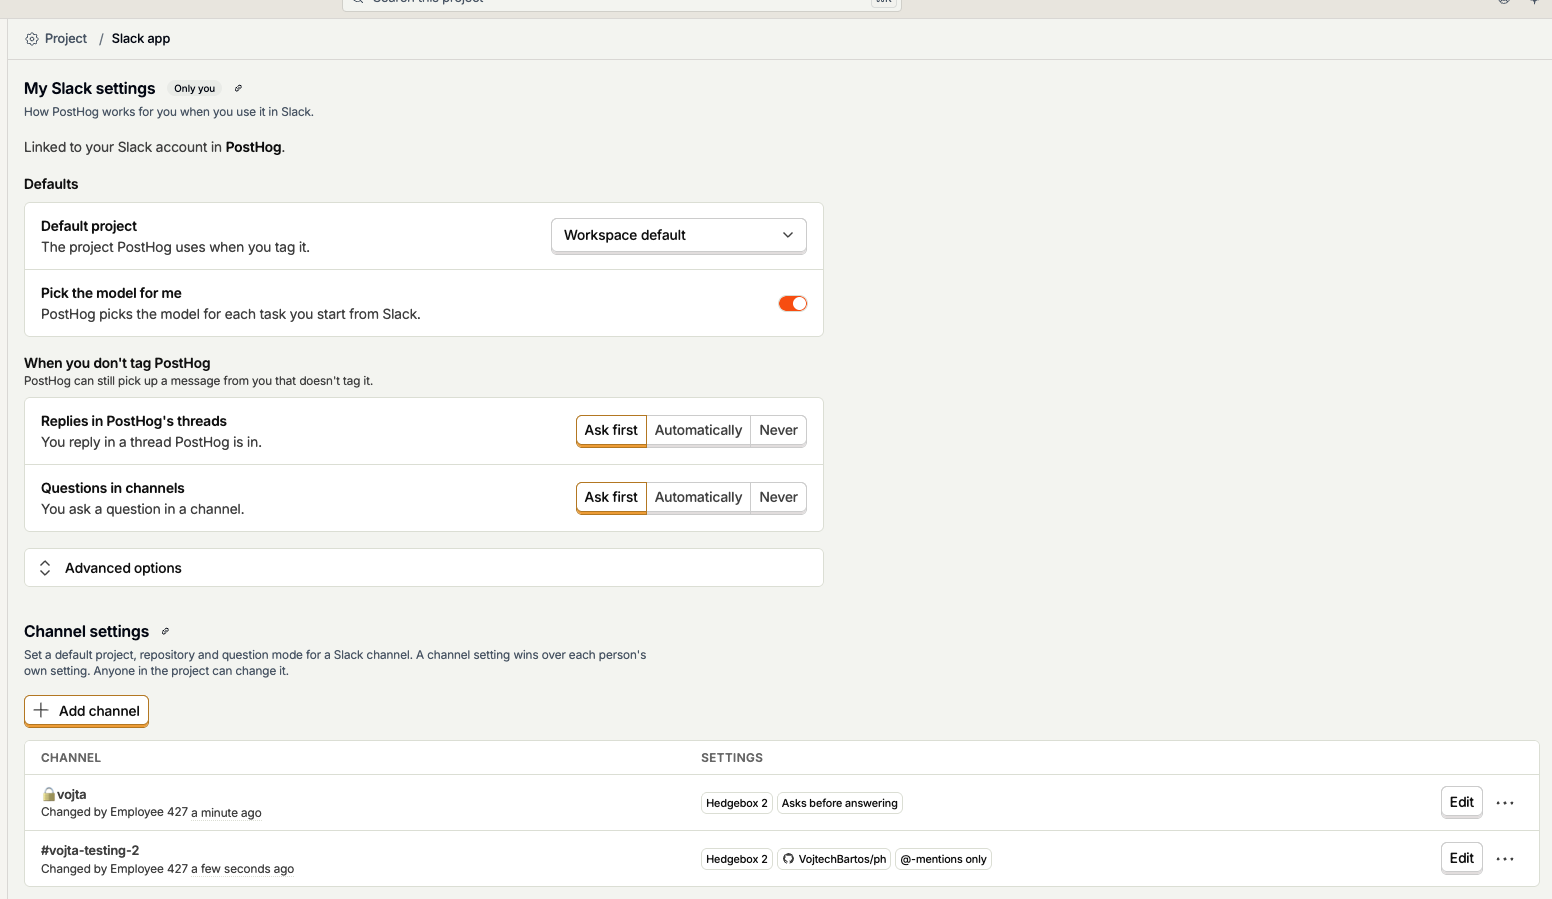 Search this project
⌘K
Project / Slack app
My Slack settings Only you
How PostHog works for you when you use it in Slack.
Linked to your Slack account in PostHog.
Defaults
Default project
The project PostHog uses when you tag it.
Workspace default
Pick the model for me
PostHog picks the model for each task you start from Slack.
When you don't tag PostHog
PostHog can still pick up a message from you that doesn't tag it.
Replies in PostHog's threads
You reply in a thread PostHog is in.
Ask first Automatically Never
Questions in channels
You ask a question in a channel.
Ask first Automatically Never
Advanced options
Channel settings
Set a default project, repository and question mode for a Slack channel. A channel setting wins over each person's
own setting. Anyone in the project can change it.
Add channel
CHANNEL SETTINGS
vojta
Changed by Employee 427 a minute ago
Hedgebox 2 Asks before answering
Edit
#vojta-testing-2
Changed by Employee 427 a few seconds ago
Hedgebox 2 VojtechBartos/ph @-mentions only
Edit